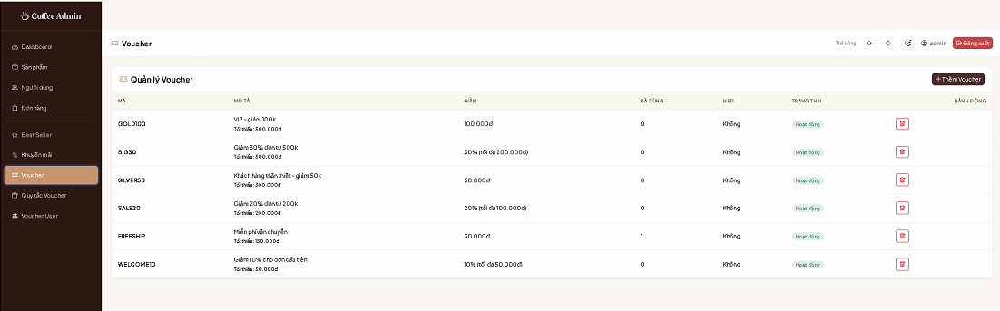 Coffee Admin
Dashboard
Sản phẩm
Người dùng
Đơn hàng
Best Seller
Khuyến mãi
Voucher
Quy tắc Voucher
Voucher User
Voucher
Thủ công
admin
Đăng xuất
Quản lý Voucher
+ Thêm Voucher
MÃ MÔ TẢ GIẢM ĐÃ DÙNG HSD TRẠNG THÁI HÀNH ĐỘNG
GOLD100 VIP - giảm 100k 100.000đ 0 Không Hoạt động
Tối thiểu: 500.000đ
BIG30 Giảm 30% đơn từ 500k 30% (tối đa 200.000đ) 0 Không Hoạt động
Tối thiểu: 500.000đ
SILVER50 Khách hàng thân thiết - giảm 50k 50.000đ 0 Không Hoạt động
Tối thiểu: 300.000đ
SALE20 Giảm 20% đơn từ 200k 20% (tối đa 100.000đ) 0 Không Hoạt động
Tối thiểu: 200.000đ
FREESHIP Miễn phí vận chuyển 30.000đ 1 Không Hoạt động
Tối thiểu: 150.000đ
WELCOME10 Giảm 10% cho đơn đầu tiên 10% (tối đa 50.000đ) 0 Không Hoạt động
Tối thiểu: 50.000đ